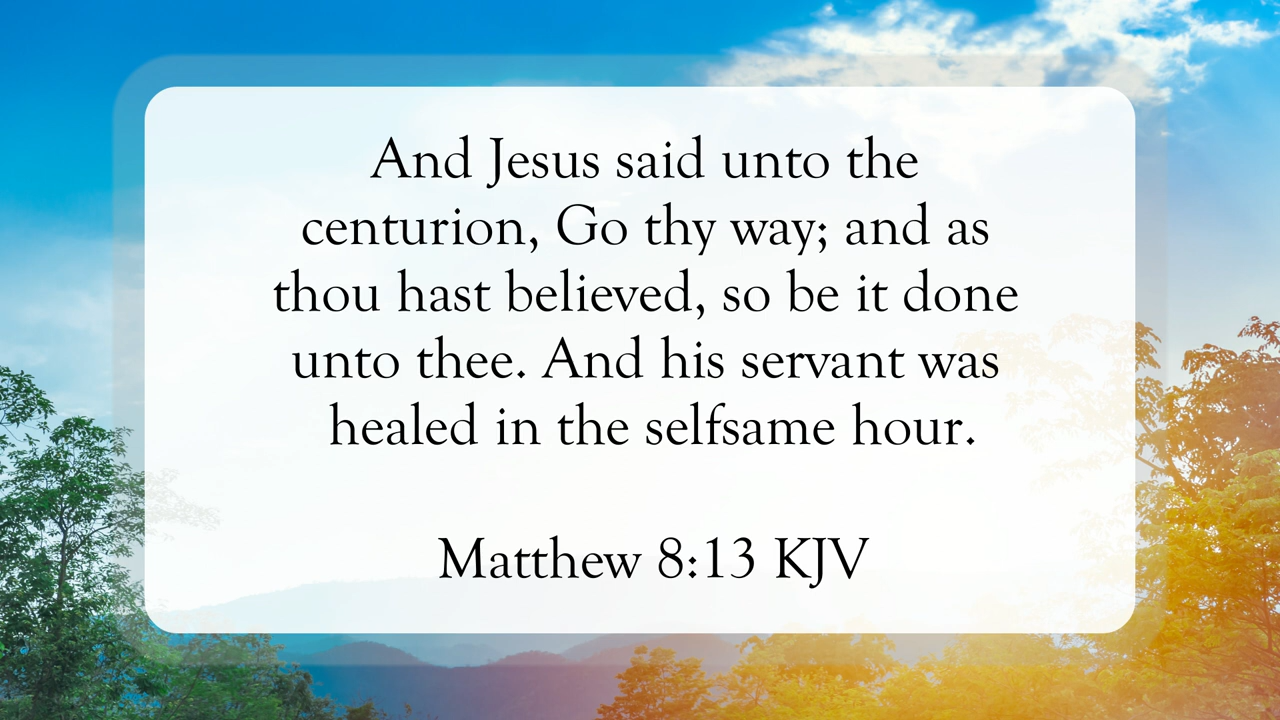 And Jesus said unto the
centurion, Go thy way; and as
thou hast believed, so be it done
unto thee. And his servant was
healed in the selfsame hour.
Matthew 8:13 KJV